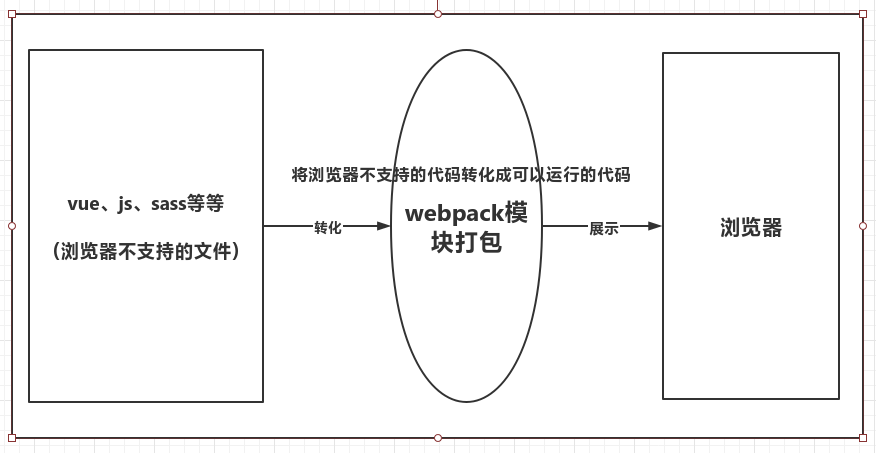 将浏览器不支持的代码转化成可以运行的代码
vue、js、sass等等
（浏览器不支持的文件）
转化
webpack模
块打包
展示
浏览器